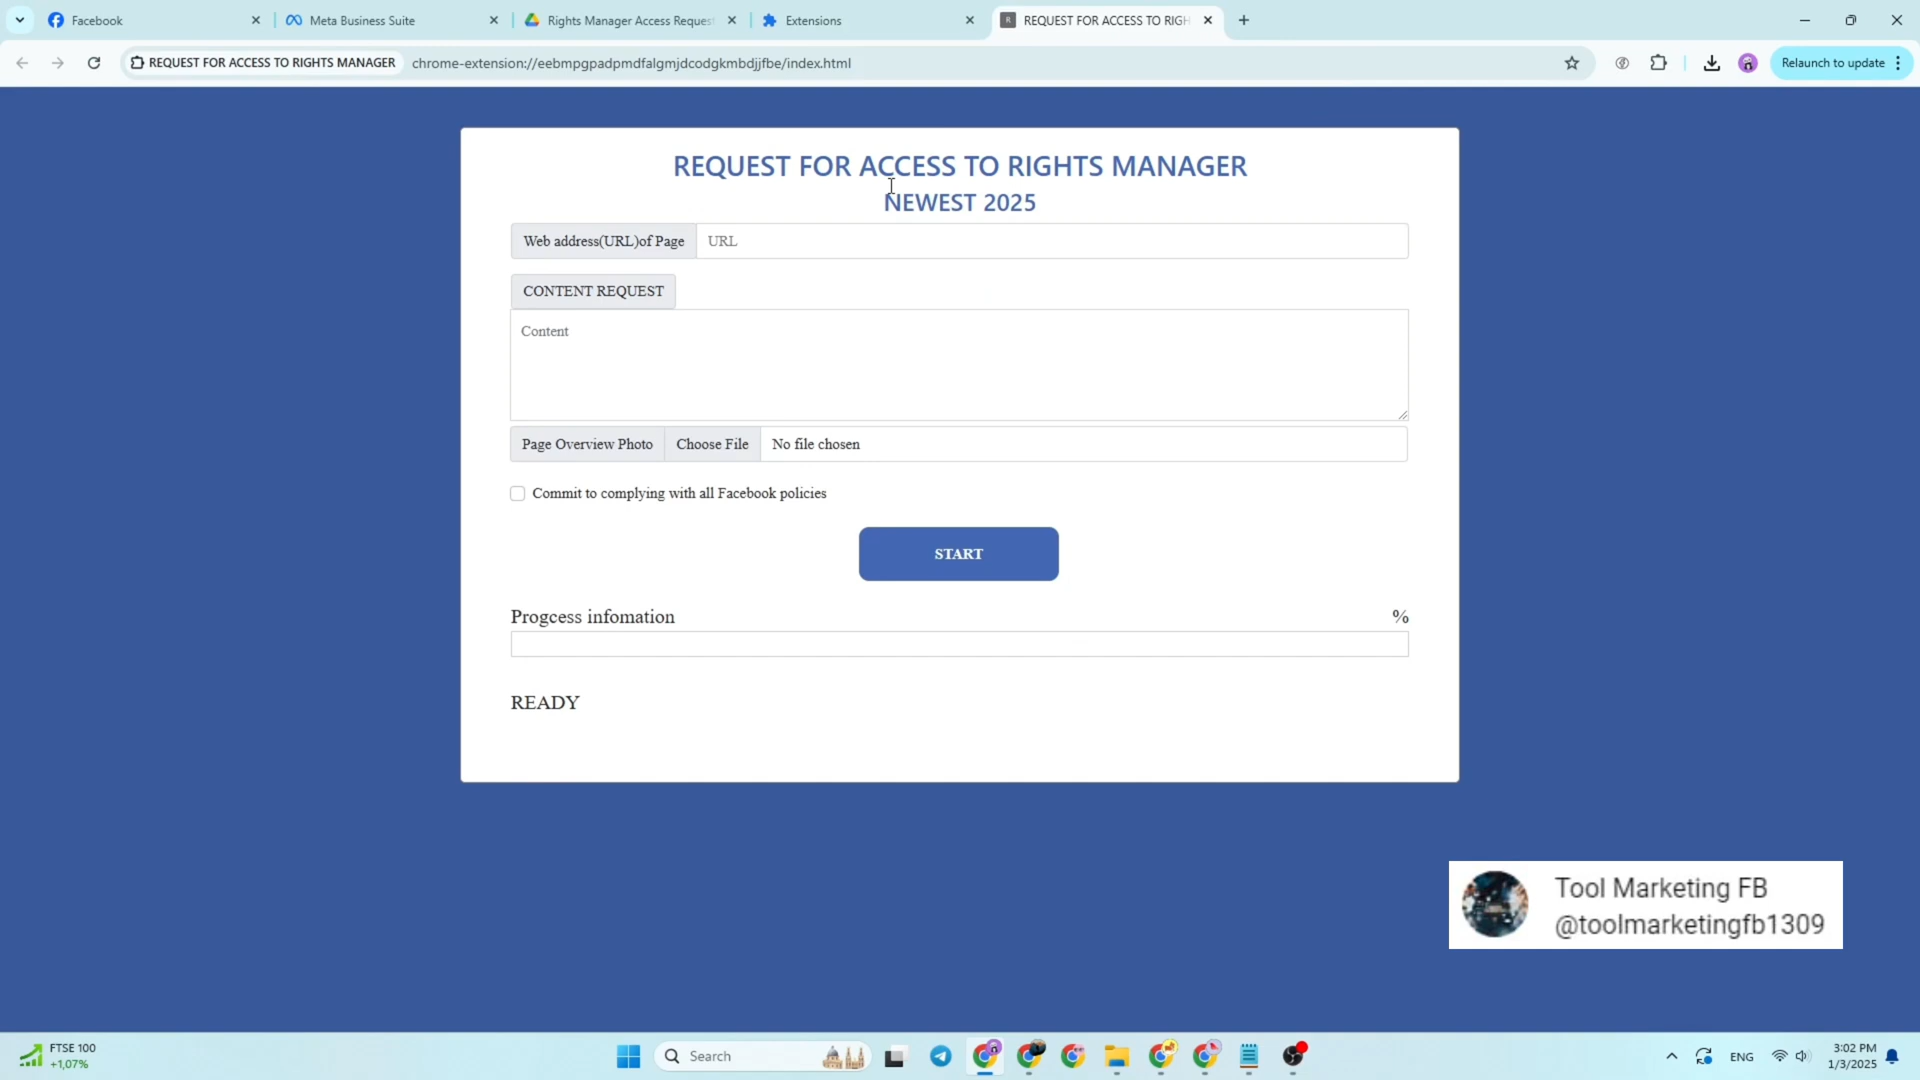 Facebook
Meta Business Suite
Rights Manager Access Request
Extensions
REQUEST FOR ACCESS TO RIGH
REQUEST FOR ACCESS TO RIGHTS MANAGER
chrome-extension://eebmpgpadpmdfalgmjdcodgkmbdjjfbe/index.html
Relaunch to update
REQUEST FOR ACCESS TO RIGHTS MANAGER
NEWEST 2025
Web address(URL)of Page
URL
CONTENT REQUEST
Content
Page Overview Photo
Choose File
No file chosen
Commit to complying with all Facebook policies
START
Progcess infomation
%
READY
Tool Marketing FB
@toolmarketingfb1309
FTSE 100
+1,07%
Search
ENG
3:02 PM
1/3/2025